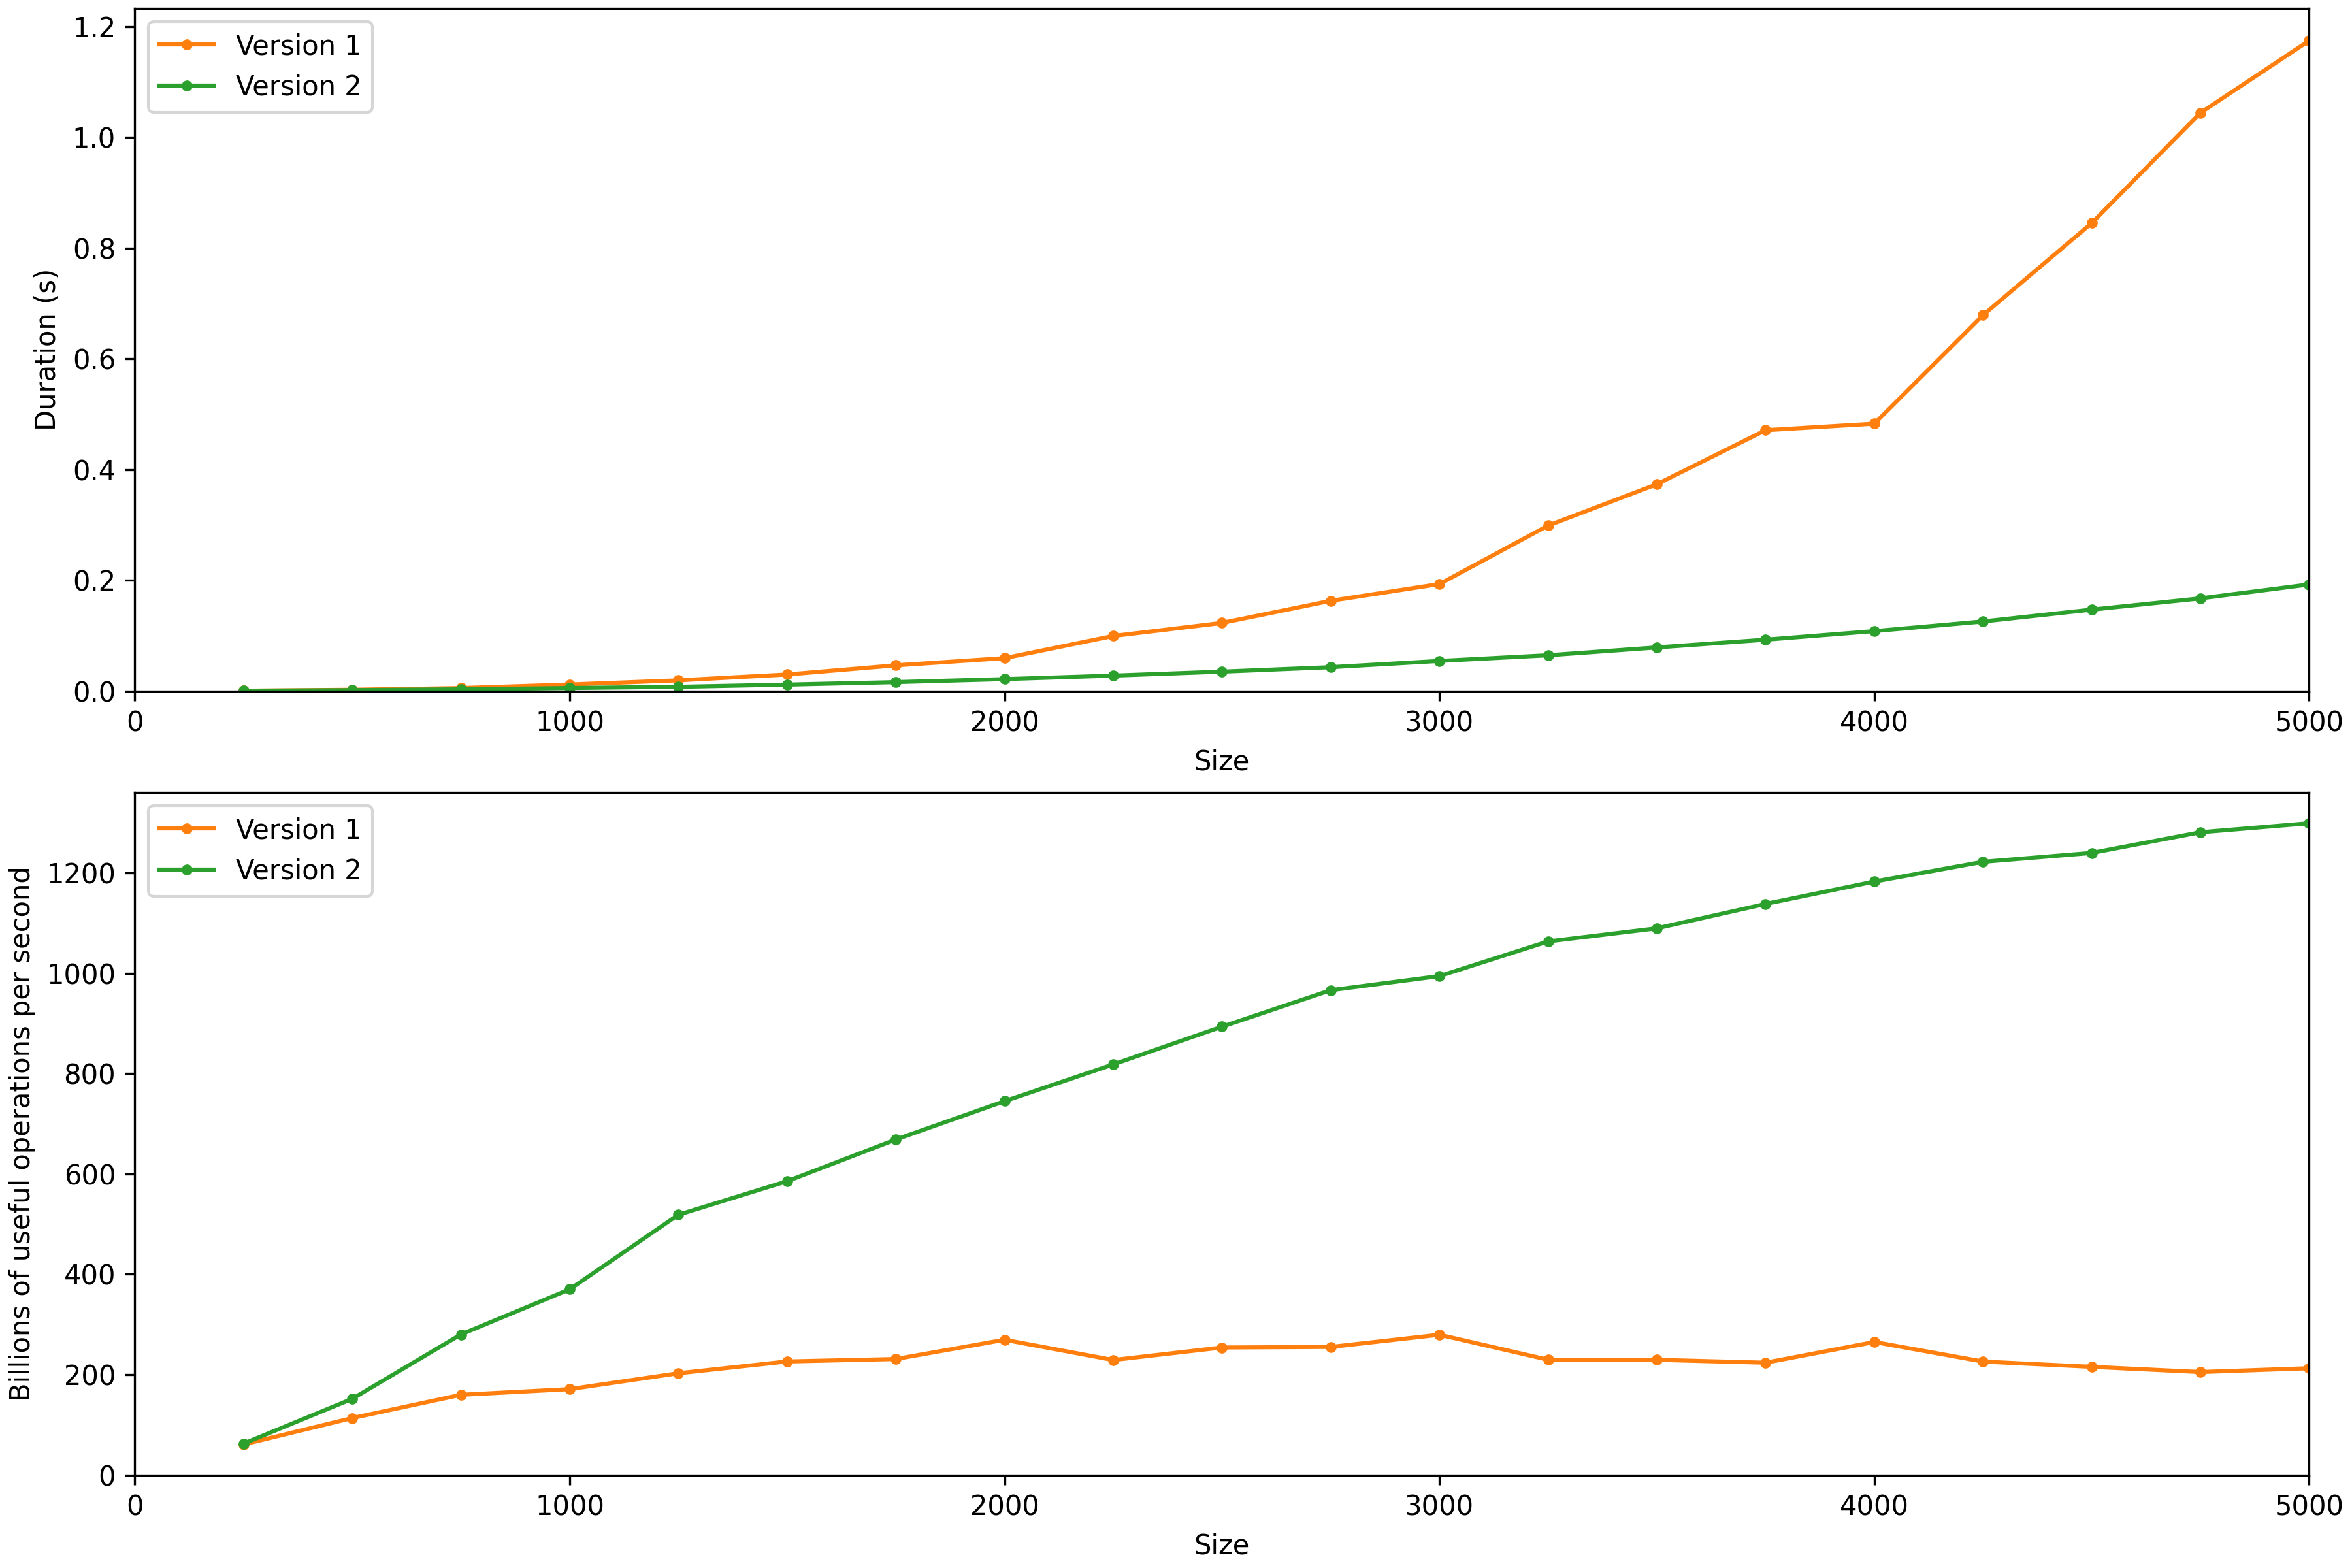 1.2
1.0
0.8
0.6
0.4
0.2
0.0
Duration (s)
Version 1
Version 2
0 1000 2000 3000 4000 5000
Size
1200
1000
800
600
400
200
0
Billions of useful operations per second
Version 1
Version 2
0 1000 2000 3000 4000 5000
Size